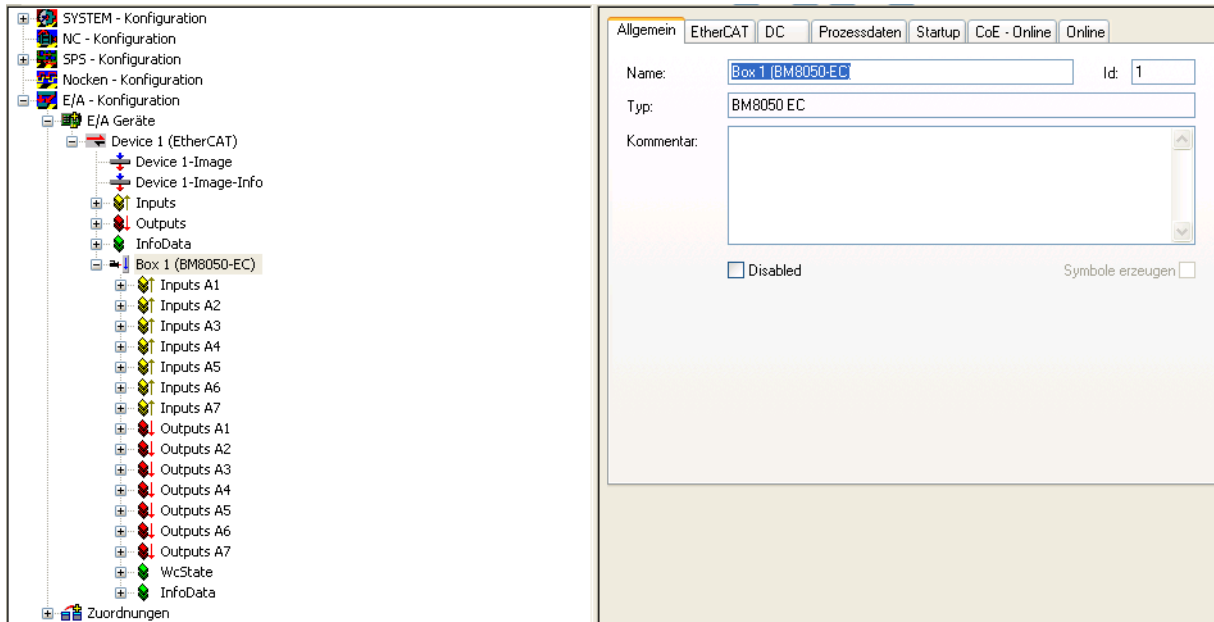 SYSTEM - Konfiguration
NC - Konfiguration
SPS - Konfiguration
Nocken - Konfiguration
E/A - Konfiguration
E/A Geräte
Device 1 (EtherCAT)
Device 1-Image
Device 1-Image-Info
Inputs
Outputs
InfoData
Box 1 (BM8050-EC)
Inputs A1
Inputs A2
Inputs A3
Inputs A4
Inputs A5
Inputs A6
Inputs A7
Outputs A1
Outputs A2
Outputs A3
Outputs A4
Outputs A5
Outputs A6
Outputs A7
WcState
InfoData
Zuordnungen
Allgemein EtherCAT DC Prozessdaten Startup CoE - Online Online
Name: Box 1 (BM8050-EC) Id: 1
Typ: BM8050 EC
Kommentar:
Disabled Symbole erzeugen